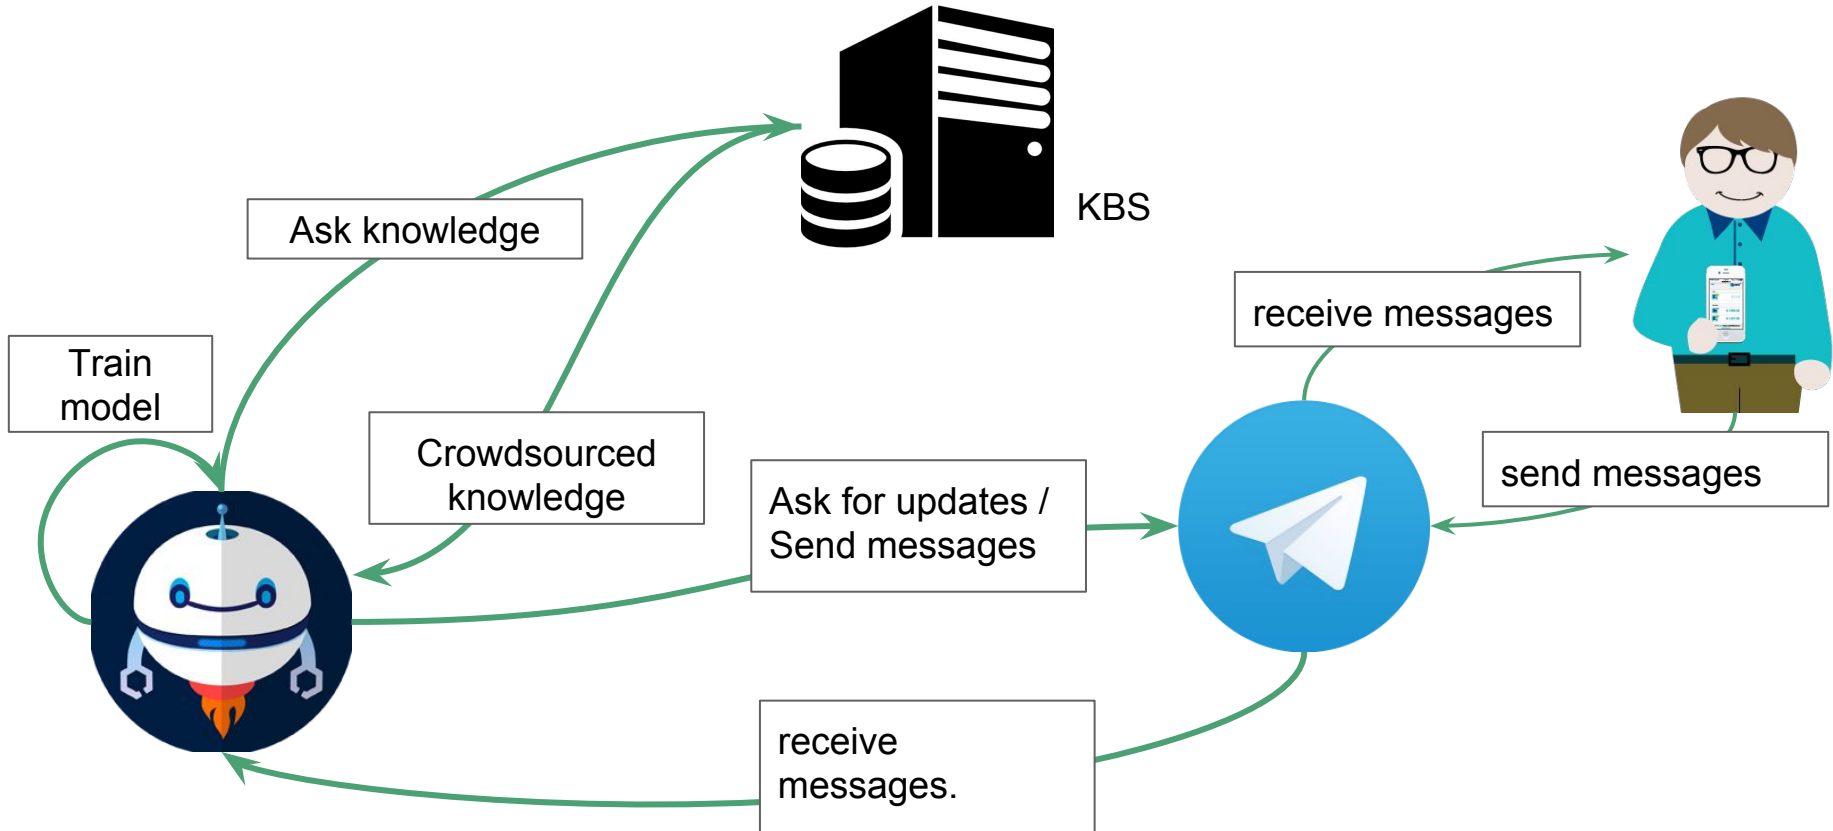 KBS
Ask knowledge
receive messages
Train
model
Crowdsourced
knowledge
send messages
Ask for updates /
Send messages
receive
messages.